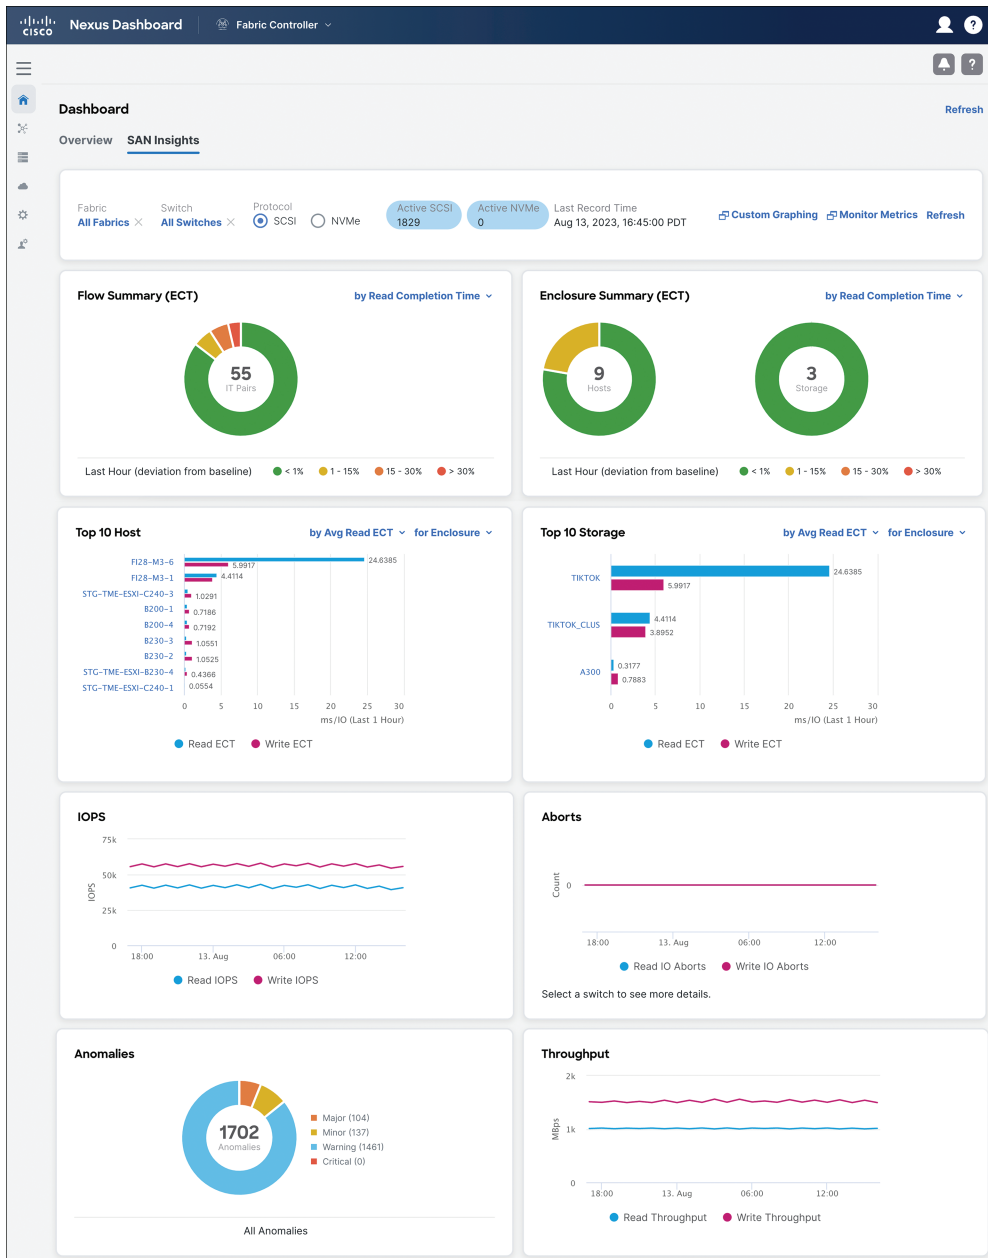 CISCO Nexus Dashboard Fabric Controller ?
?
Dashboard Refresh
Overview SAN Insights
Fabric Switch Protocol Active SCSI Active NVMe Last Record Time
All Fabrics × All Switches × SCSI NVMe 1829 0 Aug 13, 2023, 16:45:00 PDT Custom Graphing Monitor Metrics Refresh
Flow Summary (ECT) by Read Completion Time
55
IT Pairs
Last Hour (deviation from baseline) < 1% 1 - 15% 15 - 30% > 30%
Enclosure Summary (ECT) by Read Completion Time
9 3
Hosts Storage
Last Hour (deviation from baseline) < 1% 1 - 15% 15 - 30% > 30%
Top 10 Host by Avg Read ECT for Enclosure
FI28-M3-6 24.6385
5.9917
FI28-M3-1 4.4114
STG-TME-ESXI-C240-3 1.0291
B200-1 0.7186
B200-4 0.7192
B230-3 1.0551
B230-2 1.0525
STG-TME-ESXI-B230-4 0.4366
STG-TME-ESXI-C240-1 0.0554
0 5 10 15 20 25 30
ms/IO (Last 1 Hour)
Read ECT Write ECT
Top 10 Storage by Avg Read ECT for Enclosure
TIKTOK 24.6385
5.9917
TIKTOK_CLUS 4.4114
3.8952
A300 0.3177
0.7883
0 5 10 15 20 25 30
ms/IO (Last 1 Hour)
Read ECT Write ECT
IOPS
75k
50k
IOPS
25k
0
18:00 13. Aug 06:00 12:00
Read IOPS Write IOPS
Aborts
Count
0
18:00 13. Aug 06:00 12:00
Read IO Aborts Write IO Aborts
Select a switch to see more details.
Anomalies
1702
Anomalies
Major (104)
Minor (137)
Warning (1461)
Critical (0)
All Anomalies
Throughput
2k
MBps
1k
0
18:00 13. Aug 06:00 12:00
Read Throughput Write Throughput